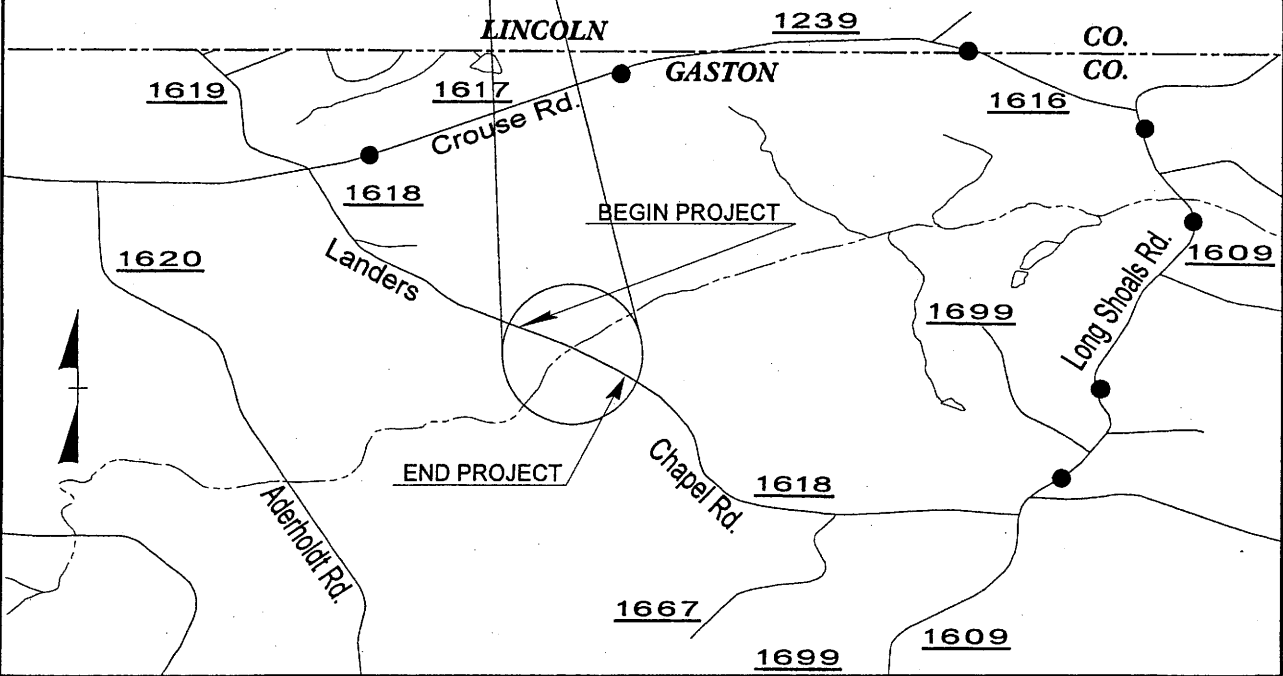 LINCOLN
1239
CO.
GASTON
CO.
1619
1617
1616
Crouse Rd.
1618
BEGIN PROJECT
1620
Landers
1609
1699
Long Shoals Rd.
END PROJECT
Chapel Rd.
1618
Aderholdt Rd.
1667
1609
1699